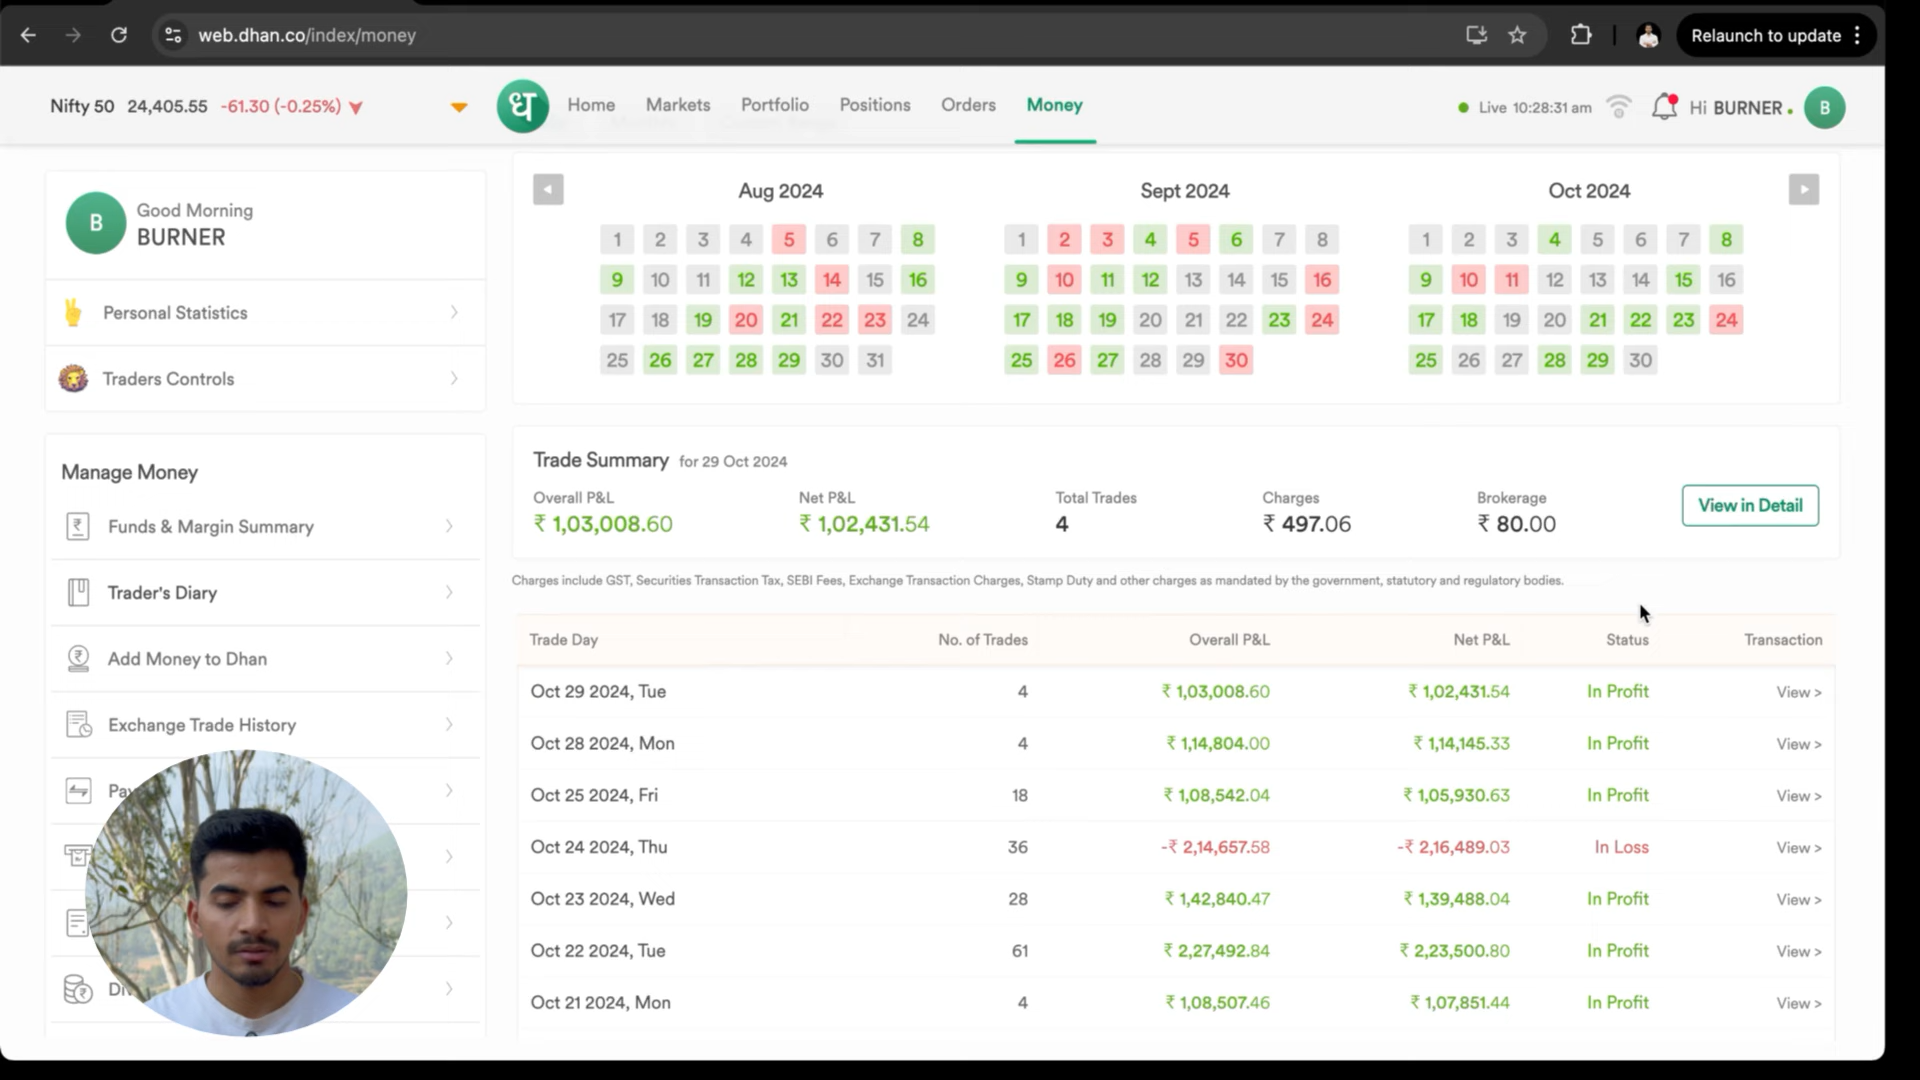 web.dhan.co/index/money
Relaunch to update
Nifty 50 24,405.55 -61.30 (-0.25%)
ध
Home Markets Portfolio Positions Orders Money
Live 10:28:31 am
Hi BURNER
B
B
Good Morning
BURNER
Personal Statistics
Traders Controls
Manage Money
Funds & Margin Summary
Trader's Diary
Add Money to Dhan
Exchange Trade History
Aug 2024
1 2 3 4 5 6 7 8
9 10 11 12 13 14 15 16
17 18 19 20 21 22 23 24
25 26 27 28 29 30 31
Sept 2024
1 2 3 4 5 6 7 8
9 10 11 12 13 14 15 16
17 18 19 20 21 22 23 24
25 26 27 28 29 30
Oct 2024
1 2 3 4 5 6 7 8
9 10 11 12 13 14 15 16
17 18 19 20 21 22 23 24
25 26 27 28 29 30
Trade Summary for 29 Oct 2024
Overall P&L Net P&L Total Trades Charges Brokerage
₹ 1,03,008.60 ₹ 1,02,431.54 4 ₹ 497.06 ₹ 80.00
View in Detail
Charges include GST, Securities Transaction Tax, SEBI Fees, Exchange Transaction Charges, Stamp Duty and other charges as mandated by the government, statutory and regulatory bodies.
Trade Day No. of Trades Overall P&L Net P&L Status Transaction
Oct 29 2024, Tue 4 ₹ 1,03,008.60 ₹ 1,02,431.54 In Profit View >
Oct 28 2024, Mon 4 ₹ 1,14,804.00 ₹ 1,14,145.33 In Profit View >
Oct 25 2024, Fri 18 ₹ 1,08,542.04 ₹ 1,05,930.63 In Profit View >
Oct 24 2024, Thu 36 -₹ 2,14,657.58 -₹ 2,16,489.03 In Loss View >
Oct 23 2024, Wed 28 ₹ 1,42,840.47 ₹ 1,39,488.04 In Profit View >
Oct 22 2024, Tue 61 ₹ 2,27,492.84 ₹ 2,23,500.80 In Profit View >
Oct 21 2024, Mon 4 ₹ 1,08,507.46 ₹ 1,07,851.44 In Profit View >